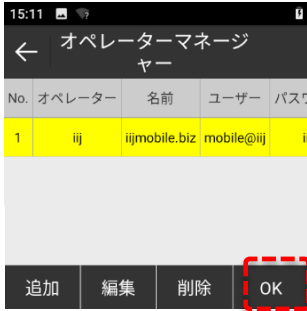 15:11
オペレーターマネージ
ャー
No. オペレーター 名前 ユーザー パスワ
1 iij iijmobile.biz mobile@iij
追加 編集 削除 OK